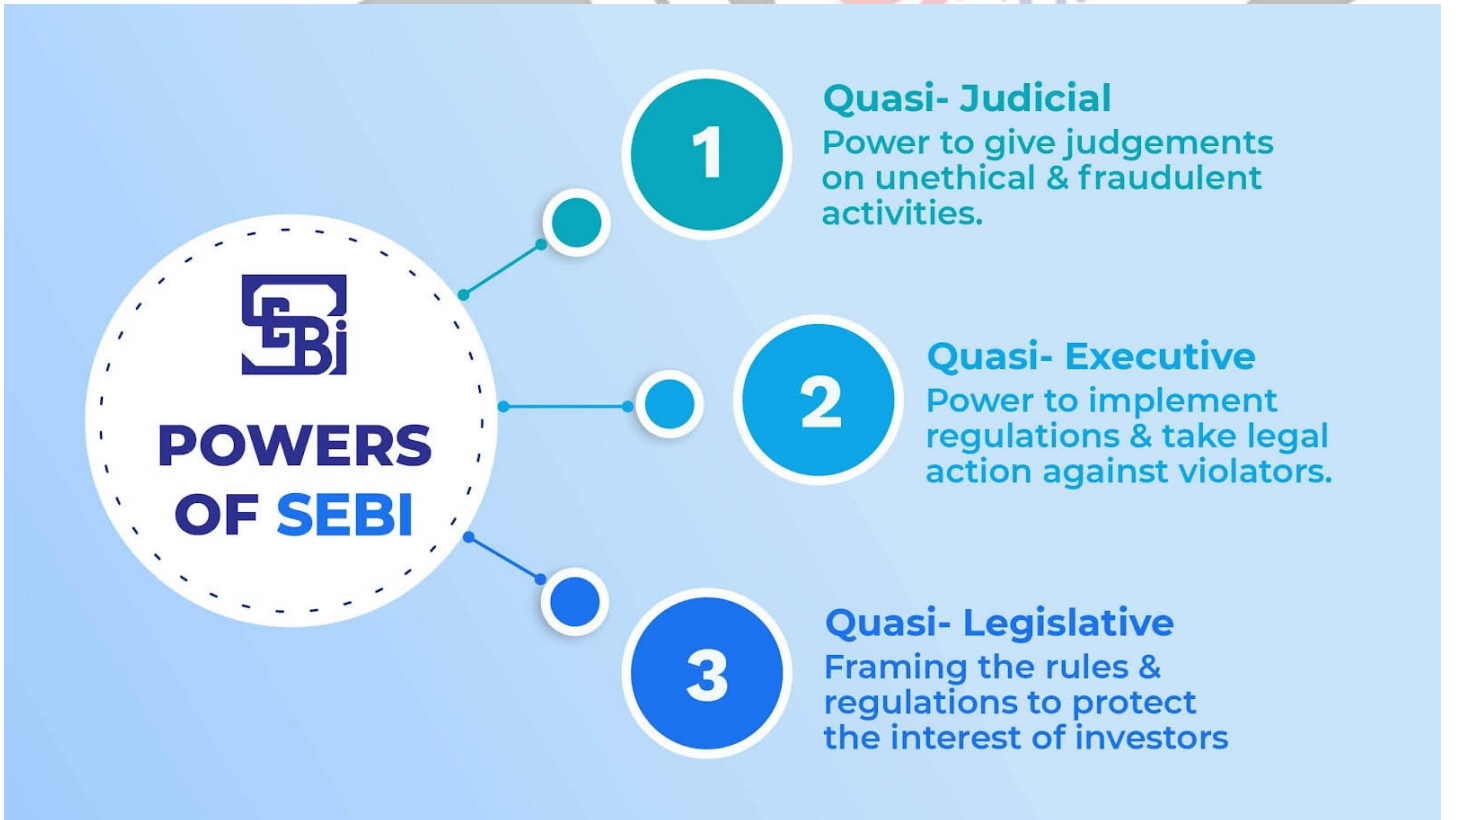 SEBi
POWERS
OF SEBI
1
Quasi- Judicial
Power to give judgements
on unethical & fraudulent
activities.
2
Quasi- Executive
Power to implement
regulations & take legal
action against violators.
3
Quasi- Legislative
Framing the rules &
regulations to protect
the interest of investors